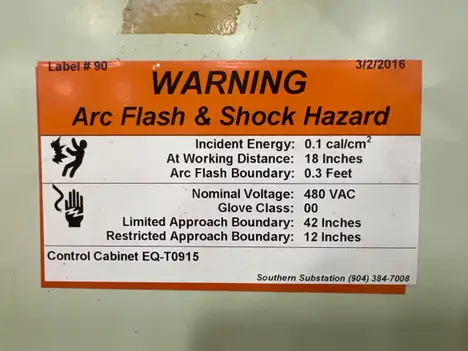 Label # 90 3/2/2016
WARNING
Arc Flash & Shock Hazard
Incident Energy: 0.1 cal/cm²
At Working Distance: 18 Inches
Arc Flash Boundary: 0.3 Feet
Nominal Voltage: 480 VAC
Glove Class: 00
Limited Approach Boundary: 42 Inches
Restricted Approach Boundary: 12 Inches
Control Cabinet EQ-T0915
Southern Substation (904) 384-7008